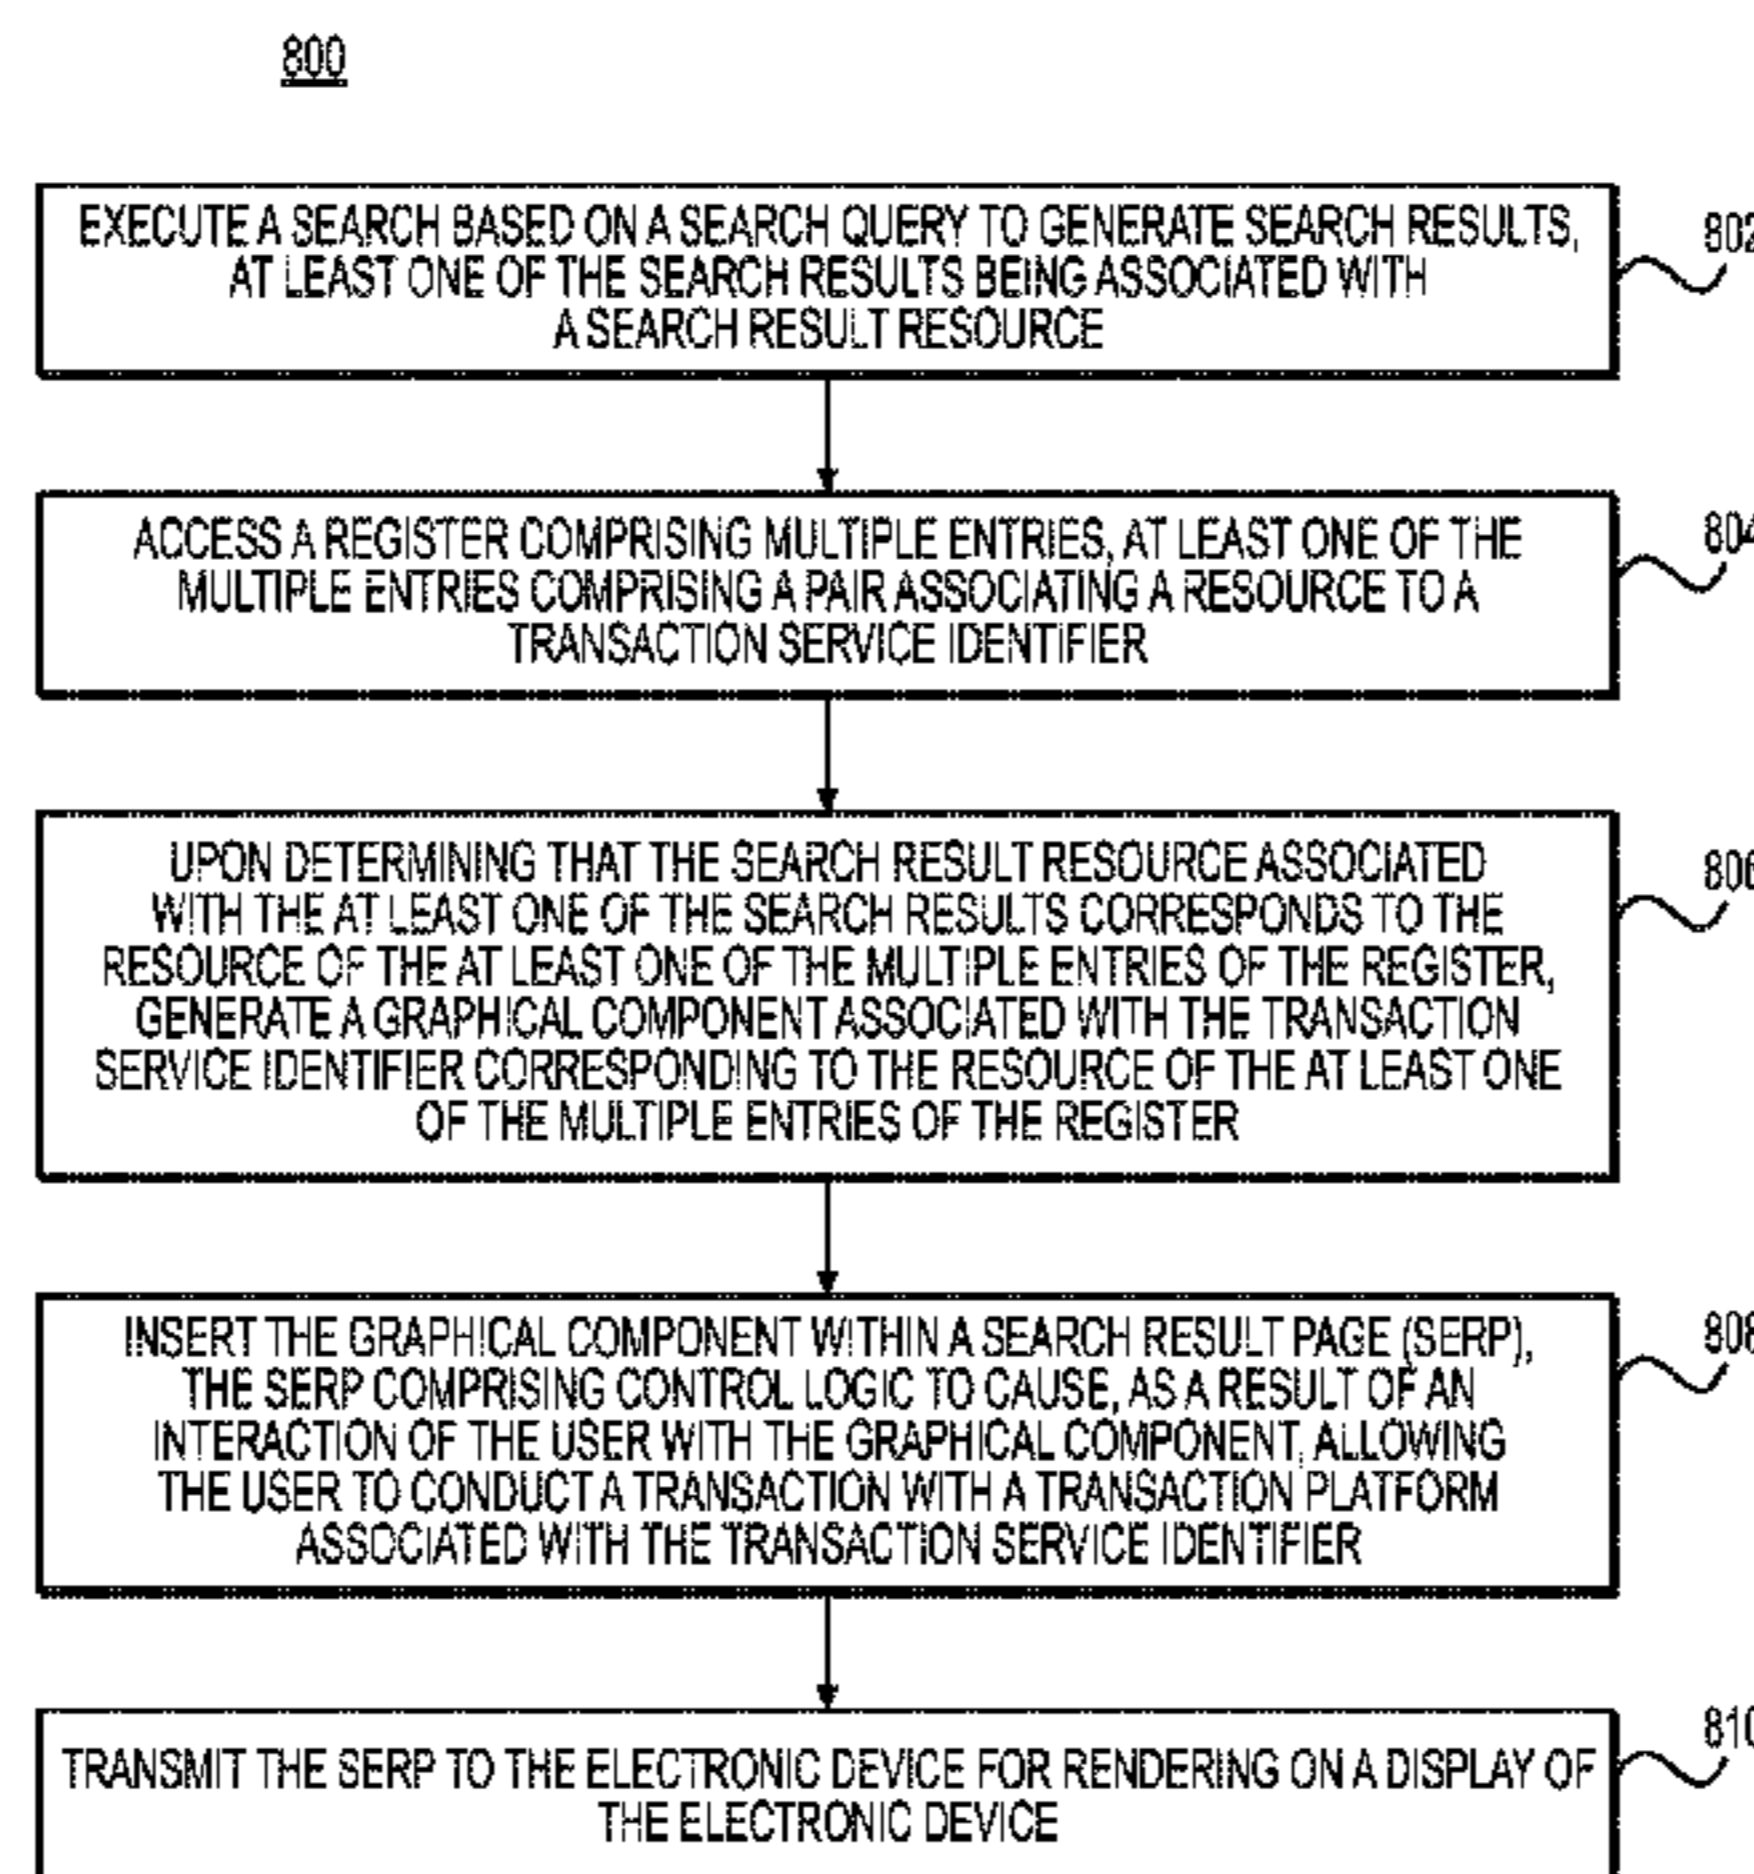 800
EXECUTE A SEARCH BASED ON A SEARCH QUERY TO GENERATE SEARCH RESULTS,
AT LEAST ONE OF THE SEARCH RESULTS BEING ASSOCIATED WITH
A SEARCH RESULT RESOURCE
802
ACCESS A REGISTER COMPRISING MULTIPLE ENTRIES, AT LEAST ONE OF THE
MULTIPLE ENTRIES COMPRISING A PAIR ASSOCIATING A RESOURCE TO A
TRANSACTION SERVICE IDENTIFIER
804
UPON DETERMINING THAT THE SEARCH RESULT RESOURCE ASSOCIATED
WITH THE AT LEAST ONE OF THE SEARCH RESULTS CORRESPONDS TO THE
RESOURCE OF THE AT LEAST ONE OF THE MULTIPLE ENTRIES OF THE REGISTER,
GENERATE A GRAPHICAL COMPONENT ASSOCIATED WITH THE TRANSACTION
SERVICE IDENTIFIER CORRESPONDING TO THE RESOURCE OF THE AT LEAST ONE
OF THE MULTIPLE ENTRIES OF THE REGISTER
806
INSERT THE GRAPHICAL COMPONENT WITHIN A SEARCH RESULT PAGE (SERP),
THE SERP COMPRISING CONTROL LOGIC TO CAUSE, AS A RESULT OF AN
INTERACTION OF THE USER WITH THE GRAPHICAL COMPONENT, ALLOWING
THE USER TO CONDUCT A TRANSACTION WITH A TRANSACTION PLATFORM
ASSOCIATED WITH THE TRANSACTION SERVICE IDENTIFIER
808
TRANSMIT THE SERP TO THE ELECTRONIC DEVICE FOR RENDERING ON A DISPLAY OF
THE ELECTRONIC DEVICE
810